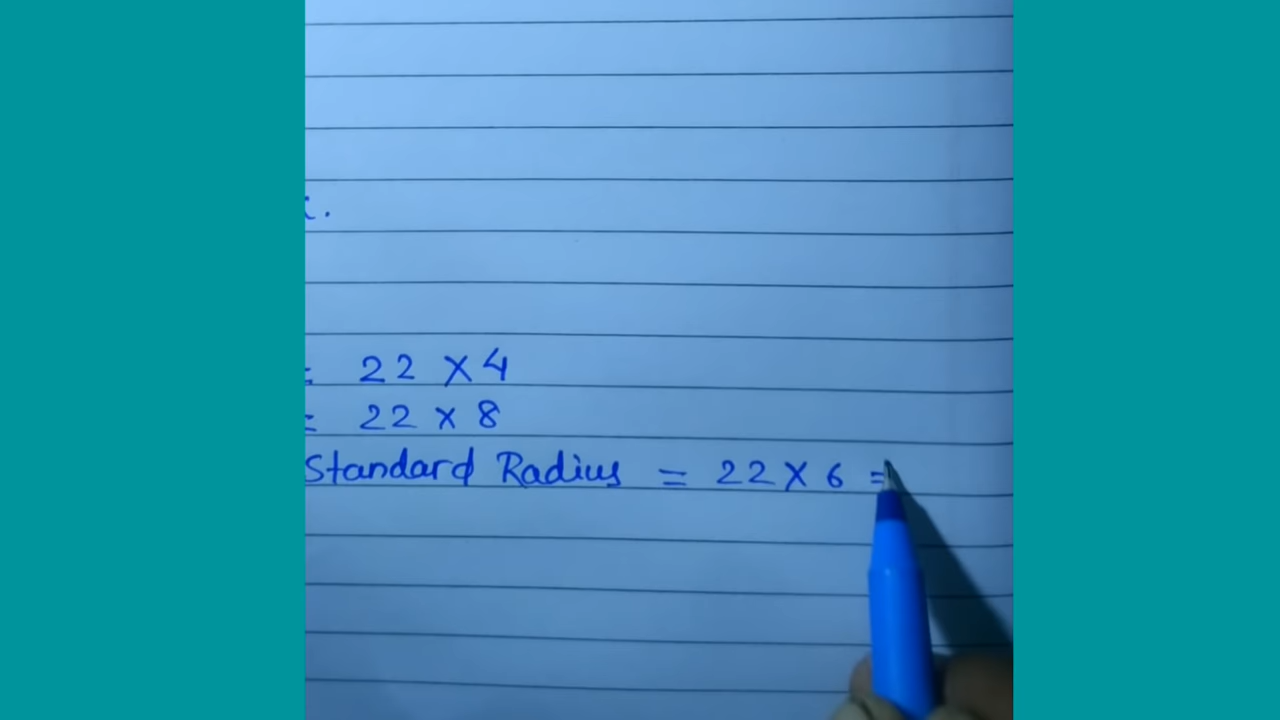 = 22 X 4
= 22 x 8
Standard Radius = 22 X 6 =